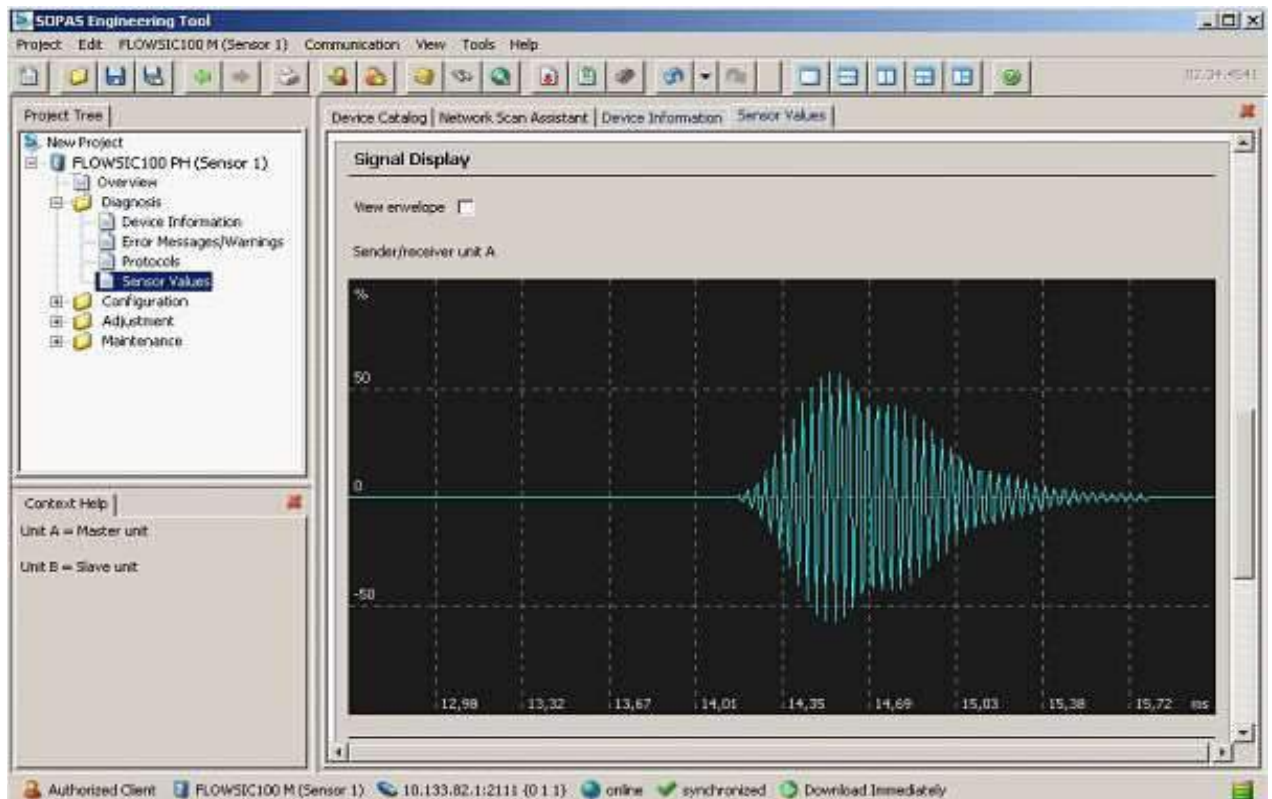 SOPAS Engineering Tool
Project Edit FLOWSIC100 M (Sensor 1) Communication View Tools Help
Project Tree
New Project
FLOWSIC100 PH (Sensor 1)
Overview
Diagnosis
Device Information
Error Messages/Warnings
Protocols
Sensor Values
Configuration
Adjustment
Maintenance
Context Help
Unit A = Master unit
Unit B = Slave unit
Device Catalog Network Scan Assistant Device Information Sensor Values
Signal Display
View envelope
Sender/receiver unit A
%
50
0
-50
12,98 13,32 13,67 14,01 14,35 14,69 15,03 15,38 15,72 ms
Authorized Client FLOWSIC100 M (Sensor 1) 10.133.82.1:2111 {0 1 1} online synchronized Download Immediately